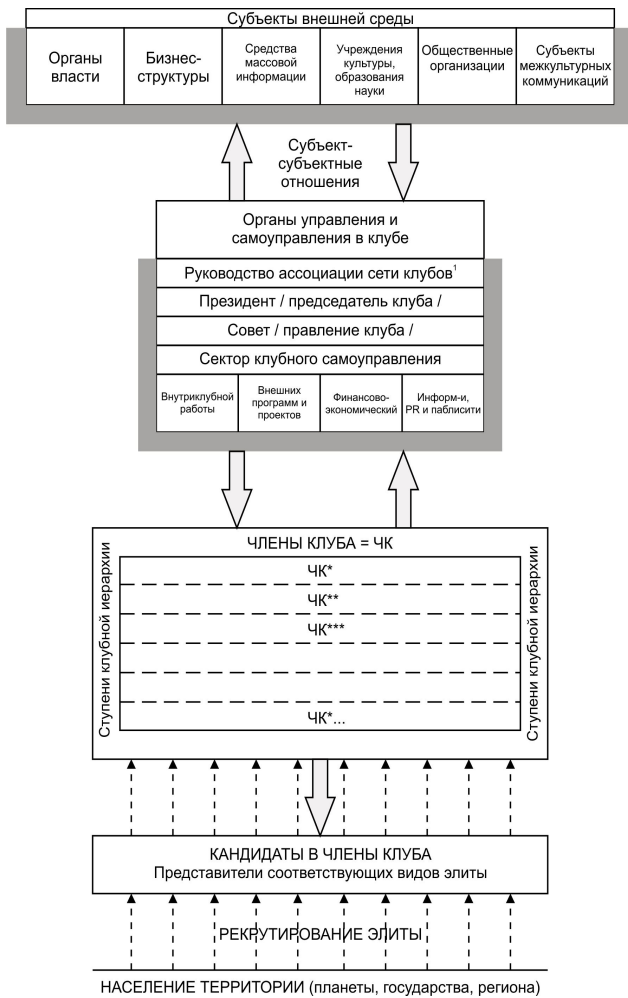 Субъекты внешней среды
Органы
власти
Бизнес-
структуры
Средства
массовой
информации
Учреждения
культуры,
образования
науки
Общественные
организации
Субъекты
межкультурных
коммуникаций
Субъект-
субъектные
отношения
Органы управления и
самоуправления в клубе
Руководство ассоциации сети клубов¹
Президент / председатель клуба /
Совет / правление клуба /
Сектор клубного самоуправления
Внутриклубной
работы
Внешних
программ и
проектов
Финансово-
экономический
Информ-и,
PR и паблисити
ЧЛЕНЫ КЛУБА = ЧК
Ступени клубной иерархии
ЧК*
ЧК**
ЧК***
ЧК*...
Ступени клубной иерархии
КАНДИДАТЫ В ЧЛЕНЫ КЛУБА
Представители соответствующих видов элиты
РЕКРУТИРОВАНИЕ ЭЛИТЫ
НАСЕЛЕНИЕ ТЕРРИТОРИИ (планеты, государства, региона)